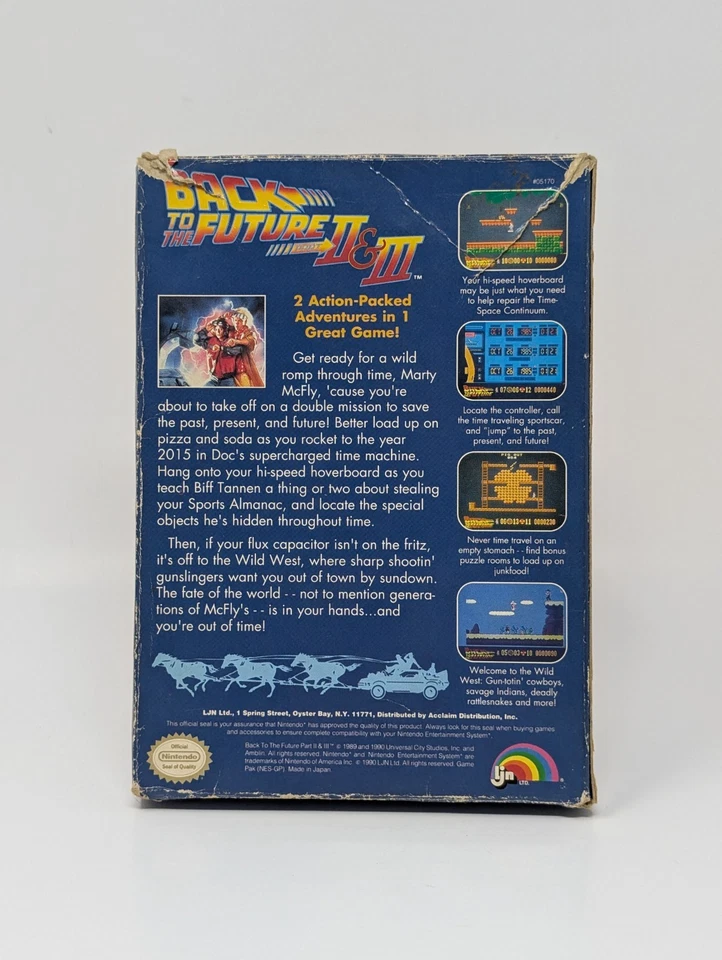 BACK
TO THE FUTURE
PART II & III ™
#05170
2 Action-Packed
Adventures in 1
Great Game!
Get ready for a wild
romp through time, Marty
McFly, 'cause you're
about to take off on a double mission to save
the past, present, and future! Better load up on
pizza and soda as you rocket to the year
2015 in Doc's supercharged time machine.
Hang onto your hi-speed hoverboard as you
teach Biff Tannen a thing or two about stealing
your Sports Almanac, and locate the special
objects he's hidden throughout time.
Then, if your flux capacitor isn't on the fritz,
it's off to the Wild West, where sharp shootin'
gunslingers want you out of town by sundown.
The fate of the world -- not to mention genera-
tions of McFly's -- is in your hands...and
you're out of time!
Your hi-speed hoverboard
may be just what you need
to help repair the Time-
Space Continuum.
OCT 26 1985
OCT 26 1985
Locate the controller, call
the time traveling sportscar,
and "jump" to the past,
present, and future!
Never time travel on an
empty stomach -- find bonus
puzzle rooms to load up on
junkfood!
Welcome to the Wild
West: Gun-totin' cowboys,
savage Indians, deadly
rattlesnakes and more!
LJN Ltd., 1 Spring Street, Oyster Bay, N.Y. 11771, Distributed by Acclaim Distribution, Inc.
This official seal is your assurance that Nintendo® has approved the quality of this product. Always look for this seal when buying games
and accessories to ensure complete compatibility with your Nintendo Entertainment System®.
Official
Nintendo
Seal of Quality
Back To The Future Part II & III™ © 1989 and 1990 Universal City Studios, Inc. and
Amblin. All rights reserved. Nintendo® and Nintendo Entertainment System® are
trademarks of Nintendo of America Inc. © 1990 LJN Ltd. All rights reserved. Game
Pak (NES-GP). Made in Japan.
ljn
LTD.
®